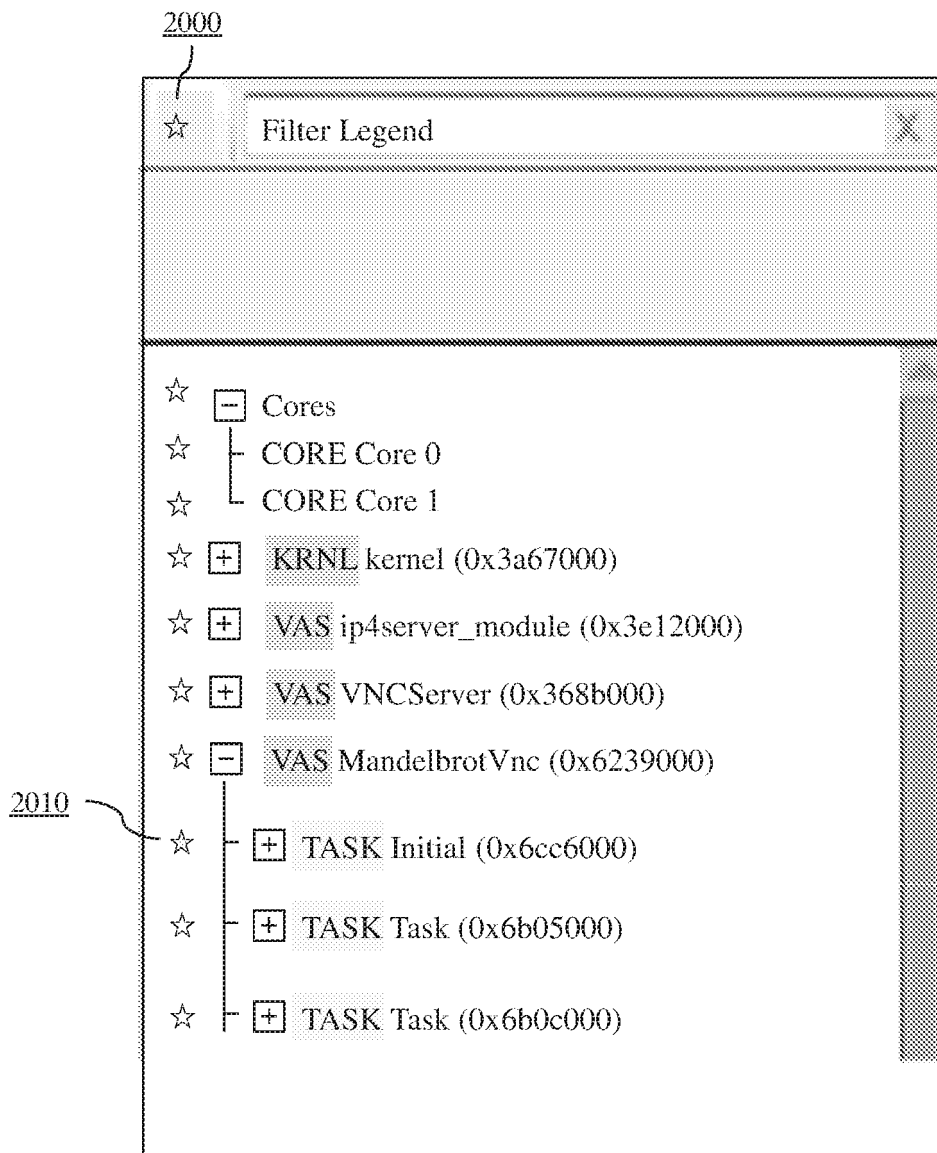 2000
Filter Legend X
Cores
CORE Core 0
CORE Core 1
KRNL kernel (0x3a67000)
VAS ip4server_module (0x3e12000)
VAS VNCServer (0x368b000)
VAS MandelbrotVnc (0x6239000)
2010
TASK Initial (0x6cc6000)
TASK Task (0x6b05000)
TASK Task (0x6b0c000)